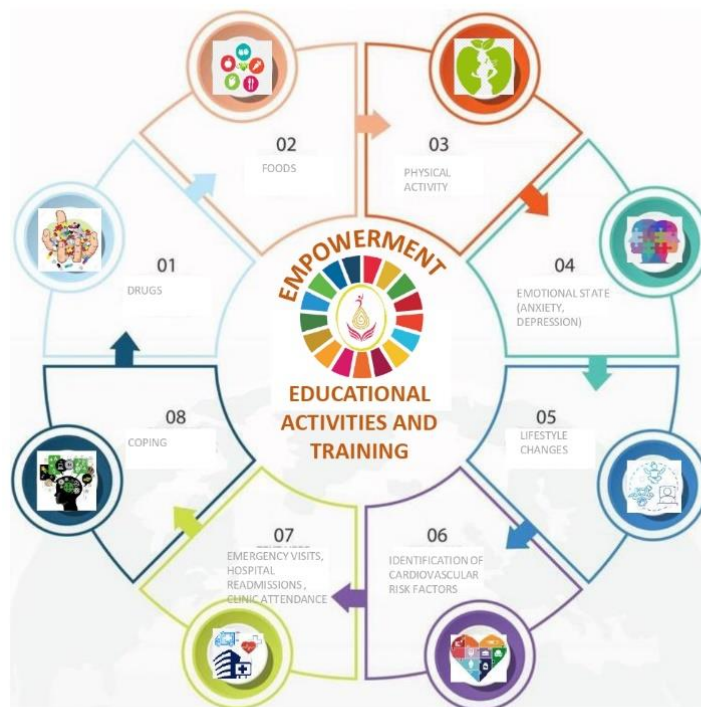 EMPOWERMENT
EDUCATIONAL
ACTIVITIES AND
TRAINING
01
DRUGS
02
FOODS
03
PHYSICAL
ACTIVITY
04
EMOTIONAL STATE
(ANXIETY,
DEPRESSION)
05
LIFESTYLE
CHANGES
06
IDENTIFICATION OF
CARDIOVASCULAR
RISK FACTORS
07
EMERGENCY VISITS,
HOSPITAL
READMISSIONS ,
CLINIC ATTENDANCE
08
COPING